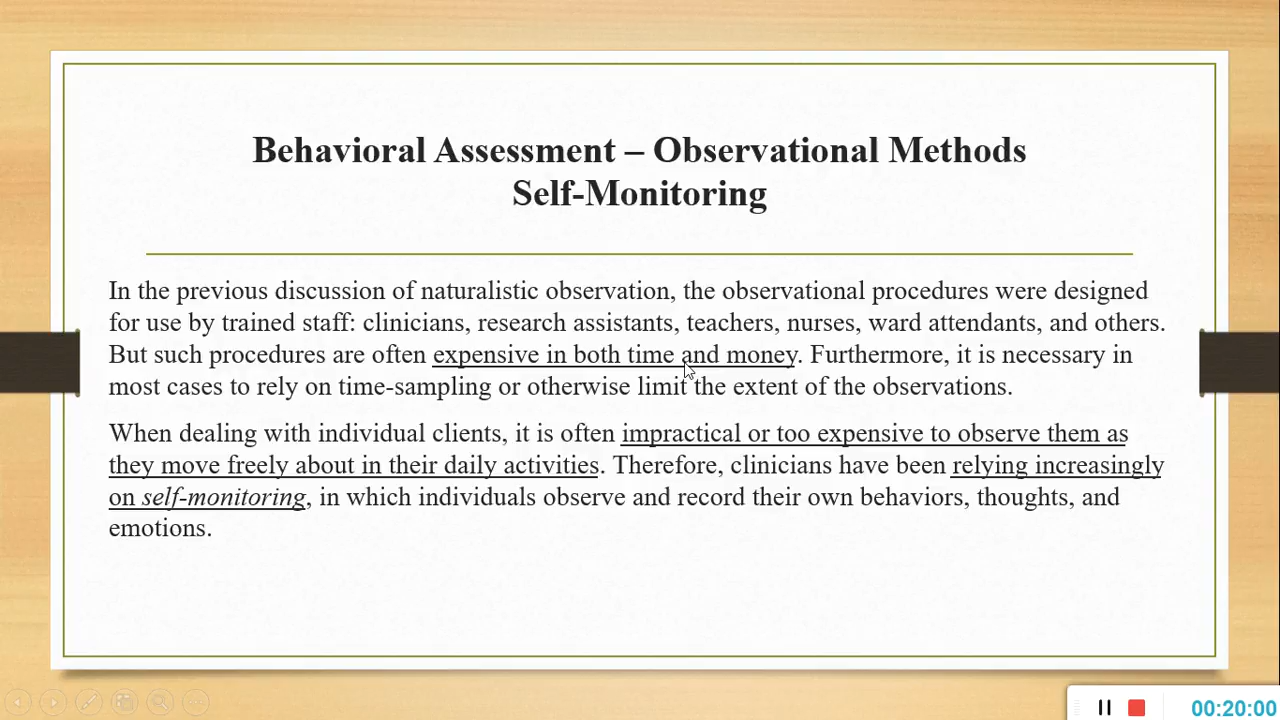 Behavioral Assessment – Observational Methods
Self-Monitoring
In the previous discussion of naturalistic observation, the observational procedures were designed
for use by trained staff: clinicians, research assistants, teachers, nurses, ward attendants, and others.
But such procedures are often expensive in both time and money. Furthermore, it is necessary in
most cases to rely on time-sampling or otherwise limit the extent of the observations.
When dealing with individual clients, it is often impractical or too expensive to observe them as
they move freely about in their daily activities. Therefore, clinicians have been relying increasingly
on self-monitoring, in which individuals observe and record their own behaviors, thoughts, and
emotions.
00:20:00